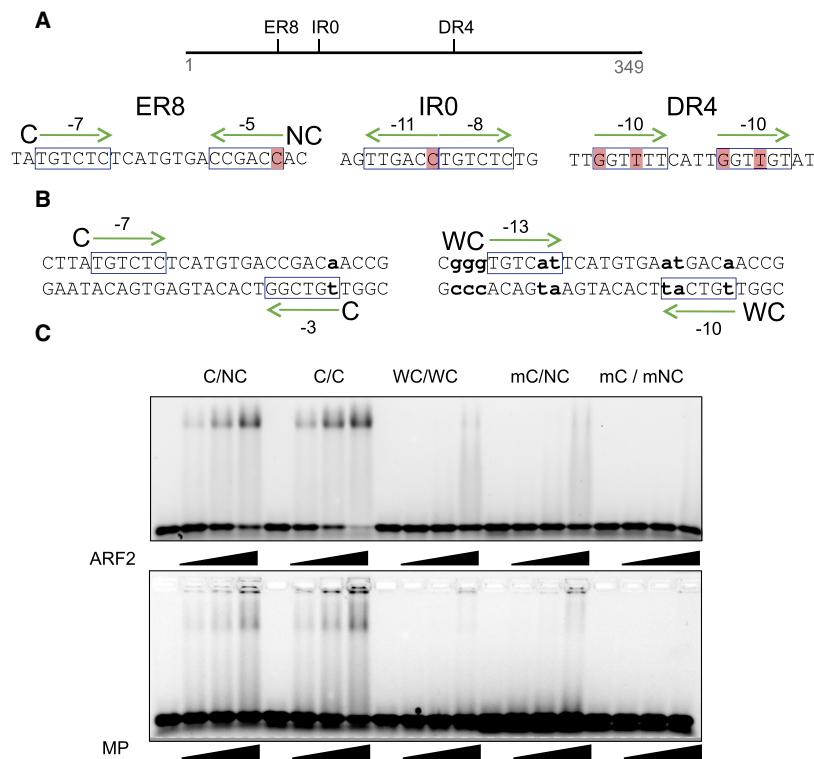 A
ER8 IR0 DR4
1 349
ER8 IR0 DR4
C -7 -5 NC -11 -8 -10 -10
TATGTCTCTCATGTGACCGACCAC AGTTGACCTGTCTCTG TTGGTTTTCATTGGTTGTAT
B
C -7 WC -13
CTTATGTCTCTCATGTGACCGACaACCG CgggTGTCatTCATGTGAatGACaACCG
GAATACAGTGAGTACACTGGCTGtTGGC GcccACAGtaAGTACACTtaCTGtTGGC
-3 C -10 WC
C
C/NC C/C WC/WC mC/NC mC / mNC
ARF2
MP